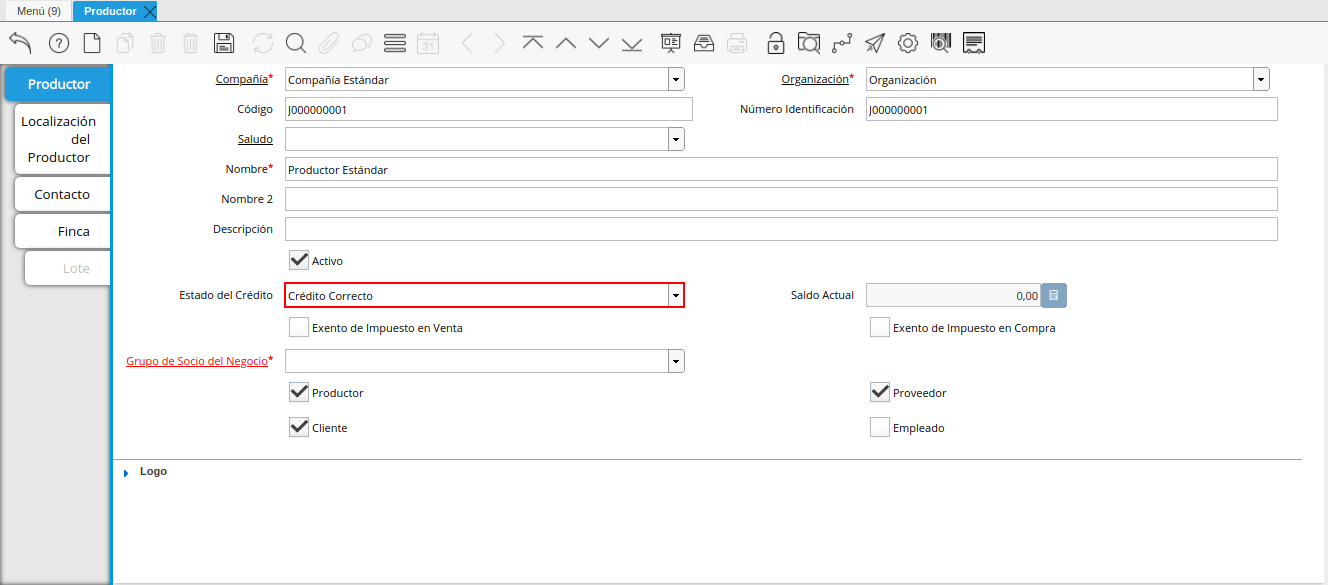 Menú (9)
Productor
31
Productor
Localización
del
Productor
Contacto
Finca
Lote
Compañía* Compañía Estándar Organización* Organización
Código J000000001 Número Identificación J000000001
Saludo
Nombre* Productor Estándar
Nombre 2
Descripción
Activo
Estado del Crédito Crédito Correcto Saldo Actual 0,00
Exento de Impuesto en Venta Exento de Impuesto en Compra
Grupo de Socio del Negocio*
Productor Proveedor
Cliente Empleado
Logo